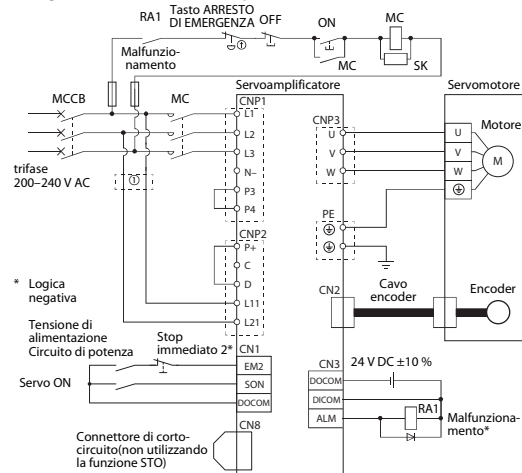 RA1
Tasto ARRESTO
DI EMERGENZA
OFF
ON
MC
①
Malfunzio-
namento
MC
SK
Servoamplificatore
Servomotore
MCCB
MC
CNP1
L1
L2
L3
N–
P3
P4
CNP3
U
V
W
U
V
W
Motore
M
trifase
200–240 V AC
①
PE
CNP2
P+
C
D
L11
L21
* Logica
negativa
CN2
Cavo
encoder
Encoder
Tensione di
alimentazione
Circuito di potenza
Stop
immediato 2*
Servo ON
CN1
EM2
SON
DOCOM
CN3
24 V DC ±10 %
DOCOM
DICOM
ALM
RA1
Malfunziona-
mento*
CN8
Connettore di corto-
circuito(non utilizzando
la funzione STO)